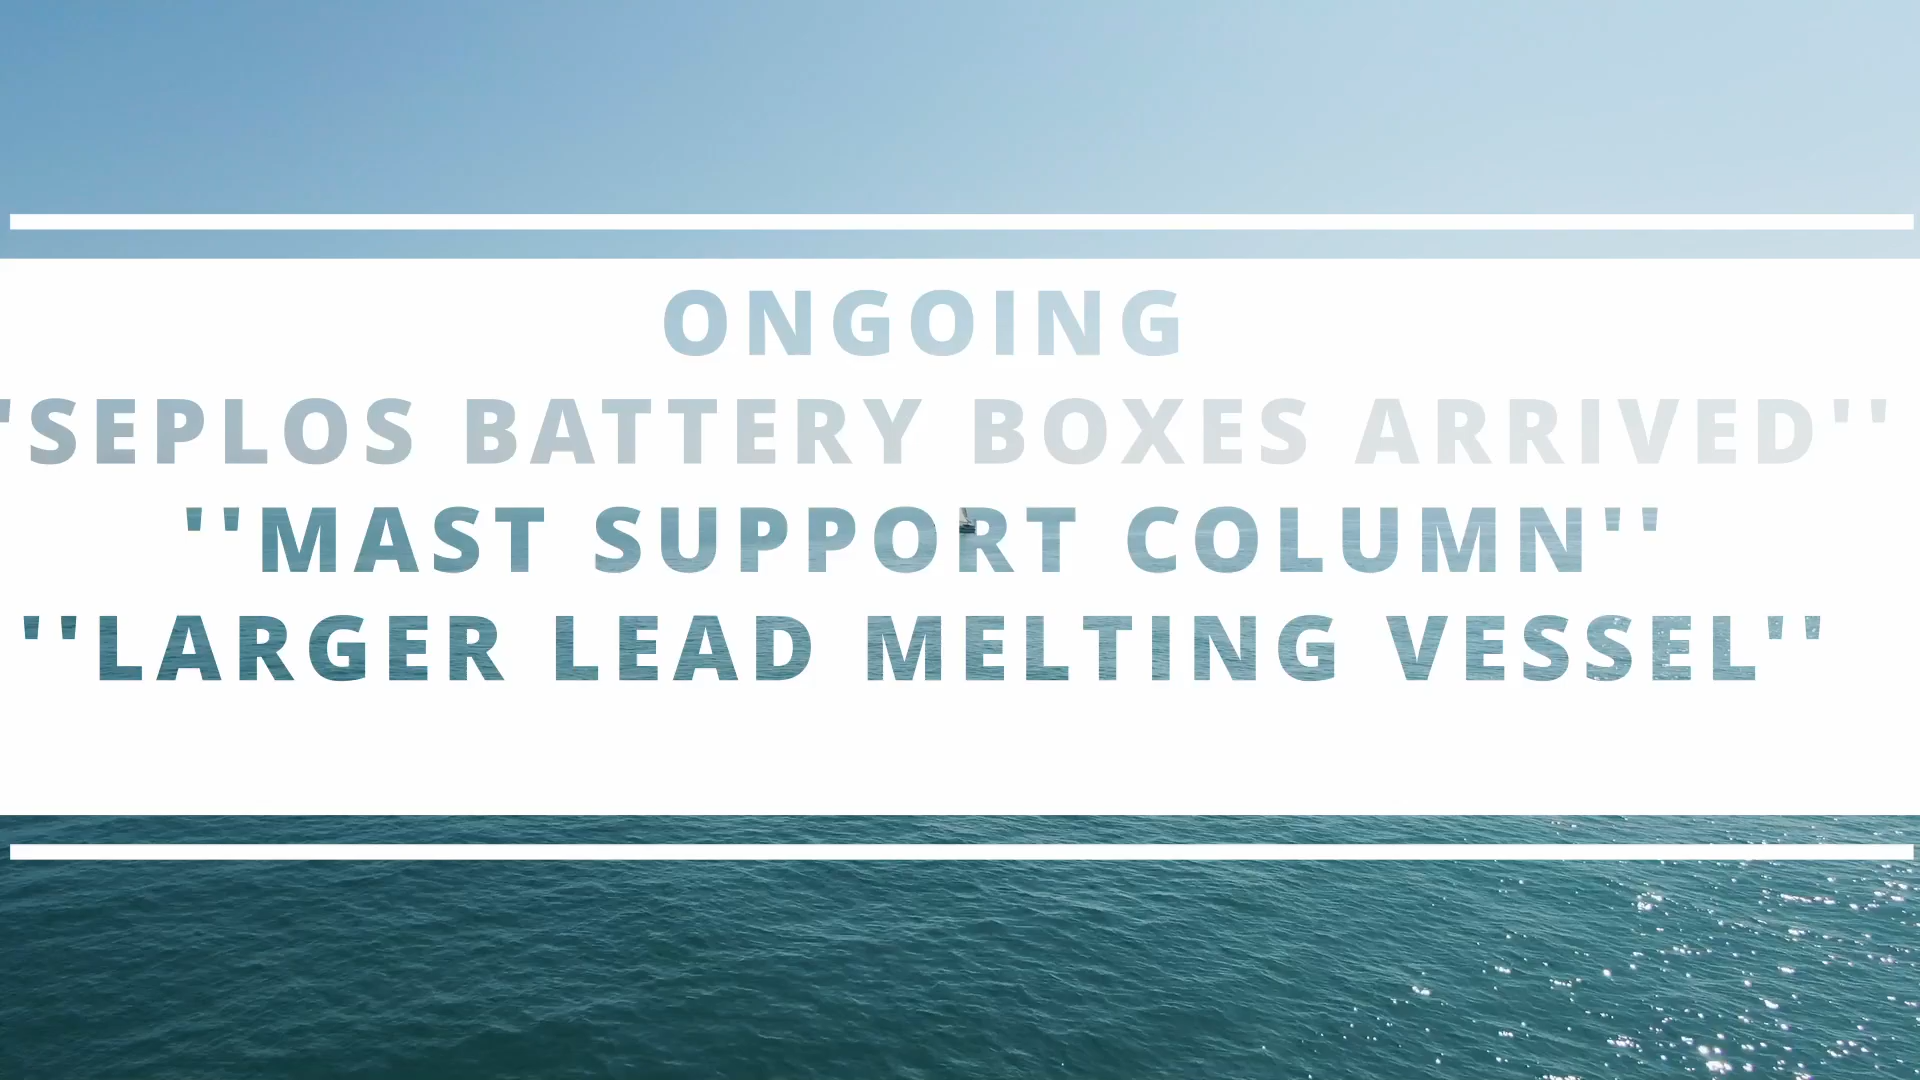 ONGOING
'SEPLOS BATTERY BOXES ARRIVED''
''MAST SUPPORT COLUMN''
''LARGER LEAD MELTING VESSEL''